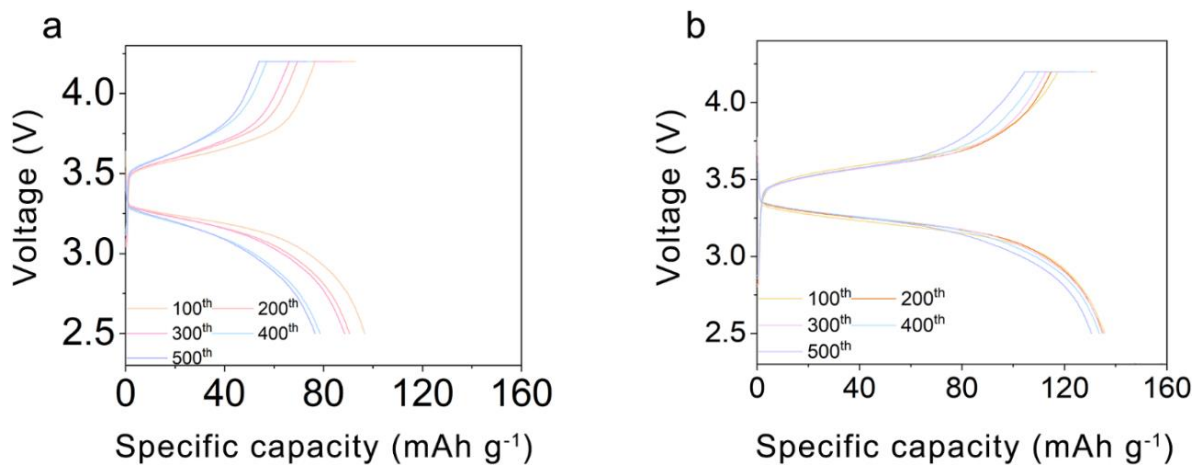 a
Voltage (V)
4.0
3.5
3.0
2.5
100th 200th
300th 400th
500th
0 40 80 120 160
Specific capacity (mAh g-1)
b
Voltage (V)
4.0
3.5
3.0
2.5
100th 200th
300th 400th
500th
0 40 80 120 160
Specific capacity (mAh g-1)